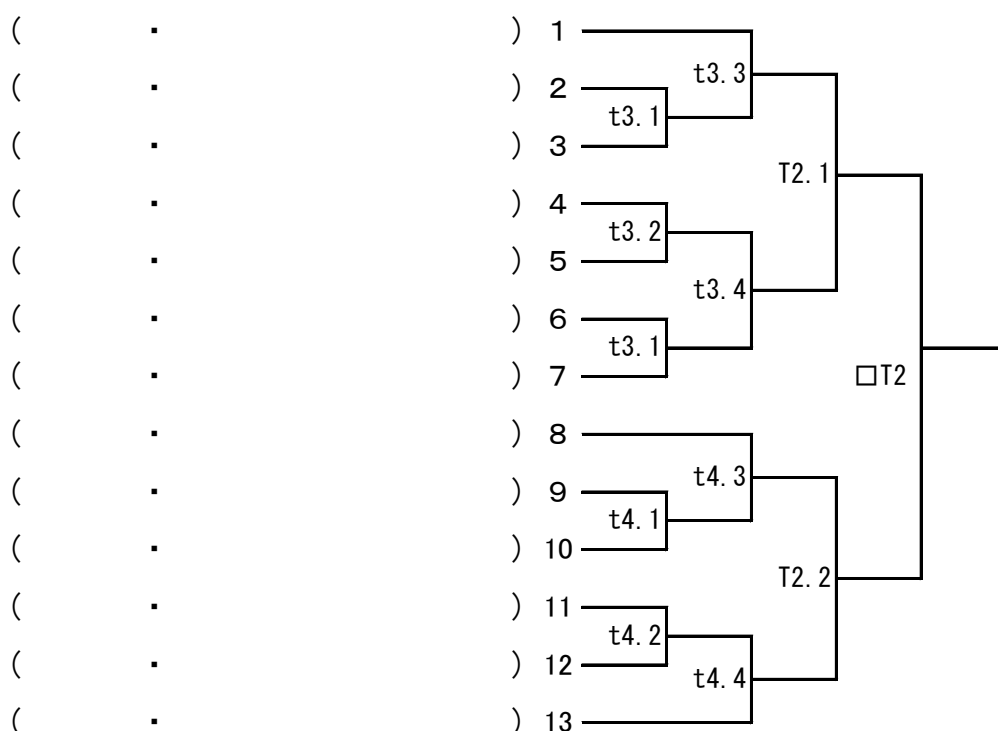 ( ・ ) 1
t3.3
( ・ ) 2
t3.1
( ・ ) 3
T2.1
( ・ ) 4
t3.2
( ・ ) 5
t3.4
( ・ ) 6
t3.1
( ・ ) 7
□T2
( ・ ) 8
t4.3
( ・ ) 9
t4.1
( ・ ) 10
T2.2
( ・ ) 11
t4.2
( ・ ) 12
t4.4
( ・ ) 13